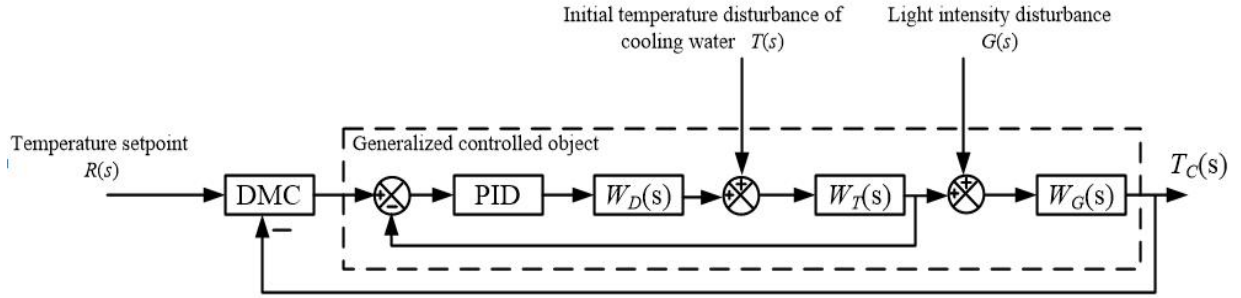 Initial temperature disturbance of
cooling water T(s)
Light intensity disturbance
G(s)
Temperature setpoint
R(s)
Generalized controlled object
T_C(s)
DMC
PID
W_D(s)
W_T(s)
W_G(s)